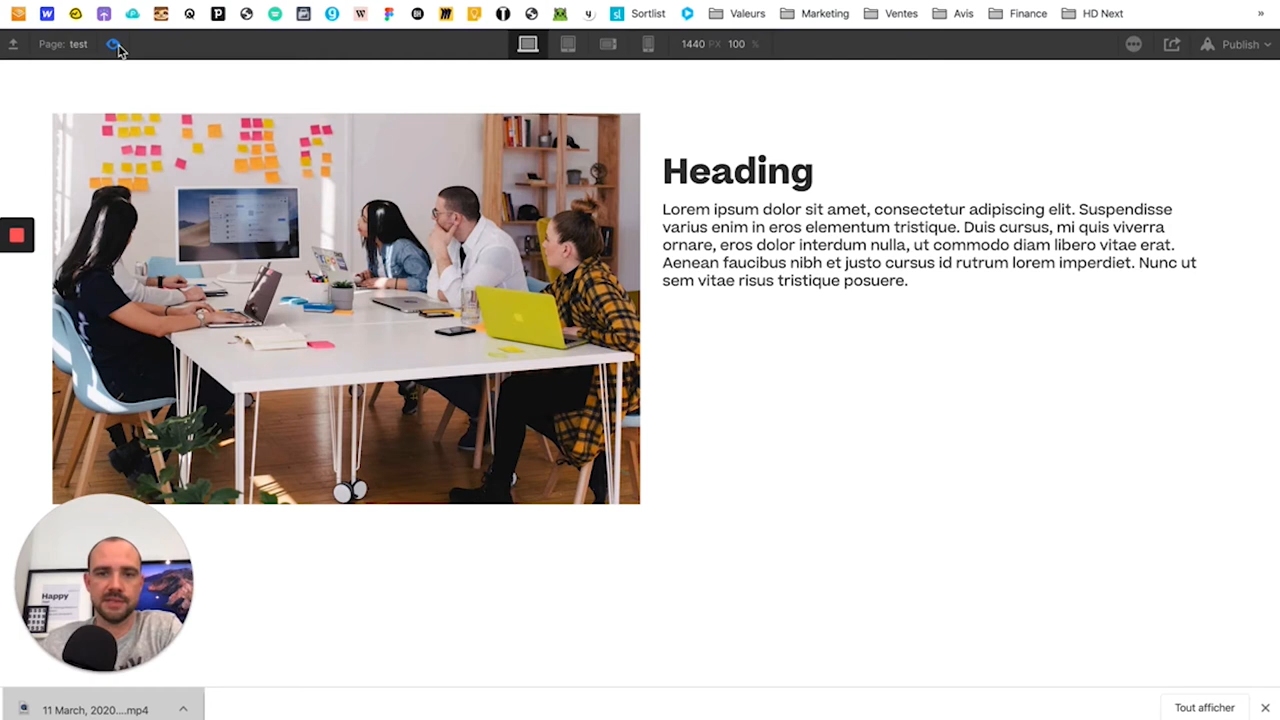 Sortlist
Valeurs
Marketing
Ventes
Avis
Finance
HD Next
»
Page: test
1440 PX 100 %
Publish
Heading
Lorem ipsum dolor sit amet, consectetur adipiscing elit. Suspendisse
varius enim in eros elementum tristique. Duis cursus, mi quis viverra
ornare, eros dolor interdum nulla, ut commodo diam libero vitae erat.
Aenean faucibus nibh et justo cursus id rutrum lorem imperdiet. Nunc ut
sem vitae risus tristique posuere.
Happy
11 March, 2020....mp4
Tout afficher